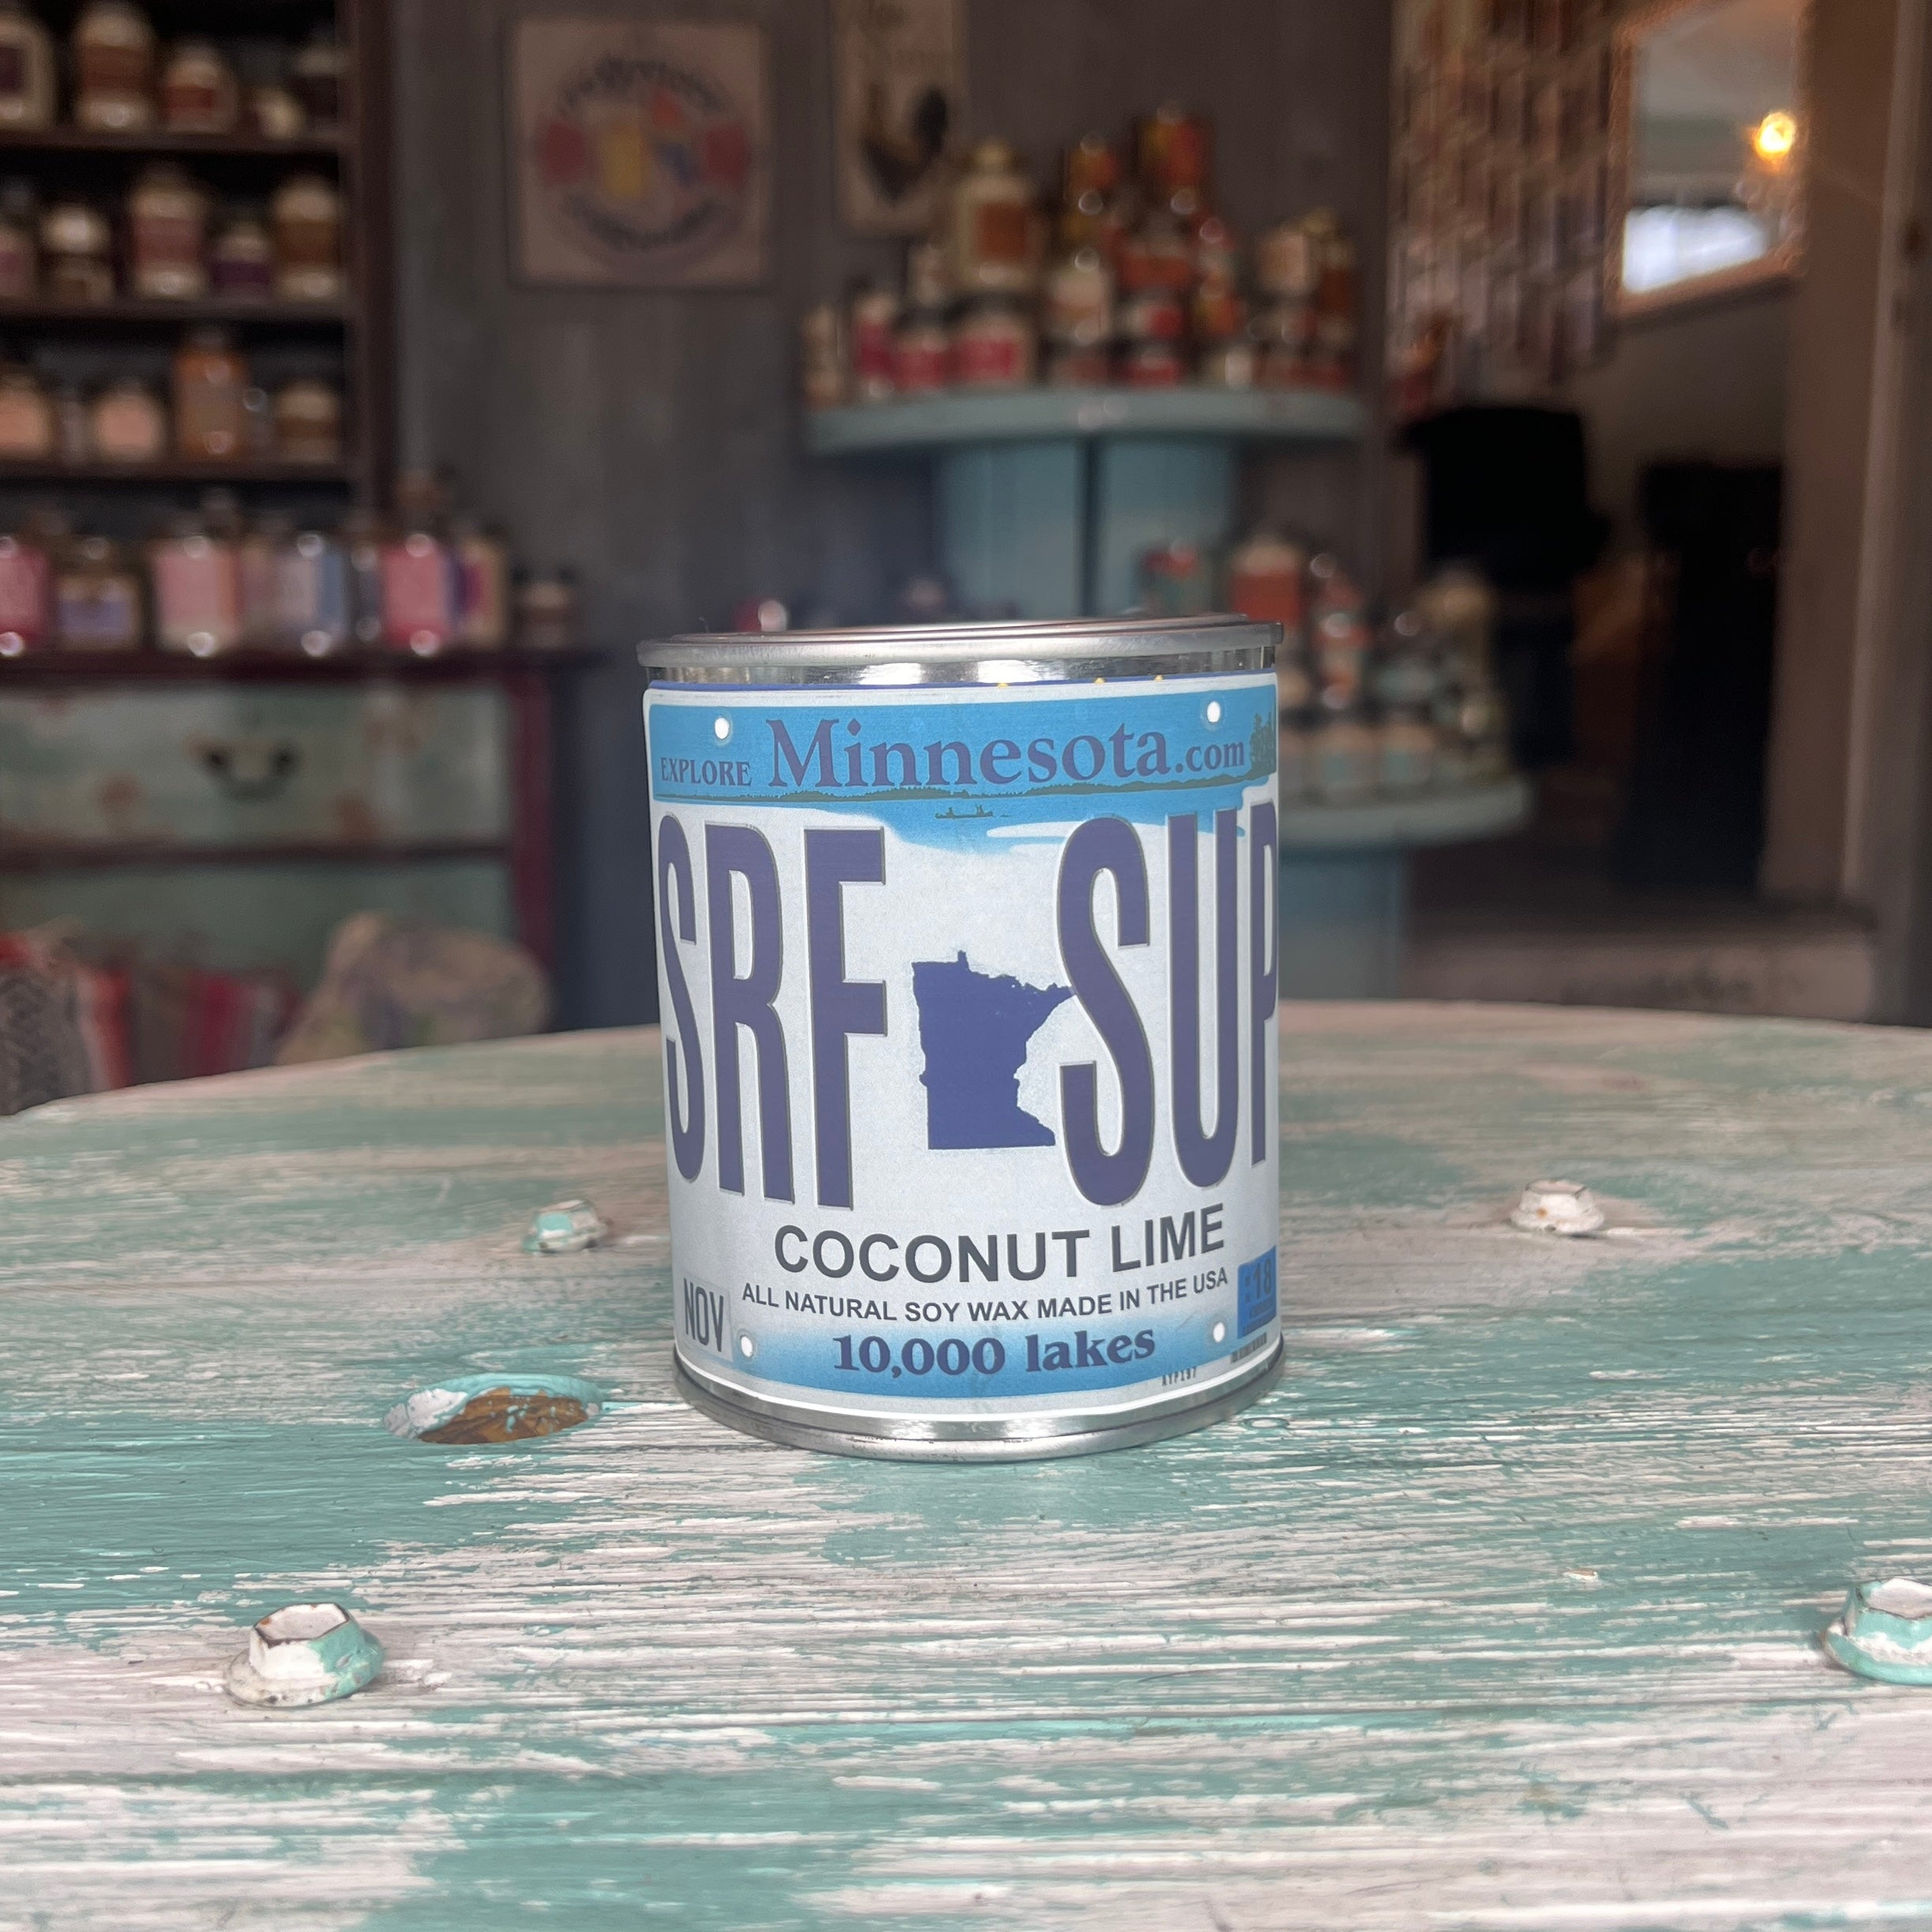 EXPLORE Minnesota.com
SRF SUP
COCONUT LIME
ALL NATURAL SOY WAX MADE IN THE USA
NOV
18
10,000 lakes